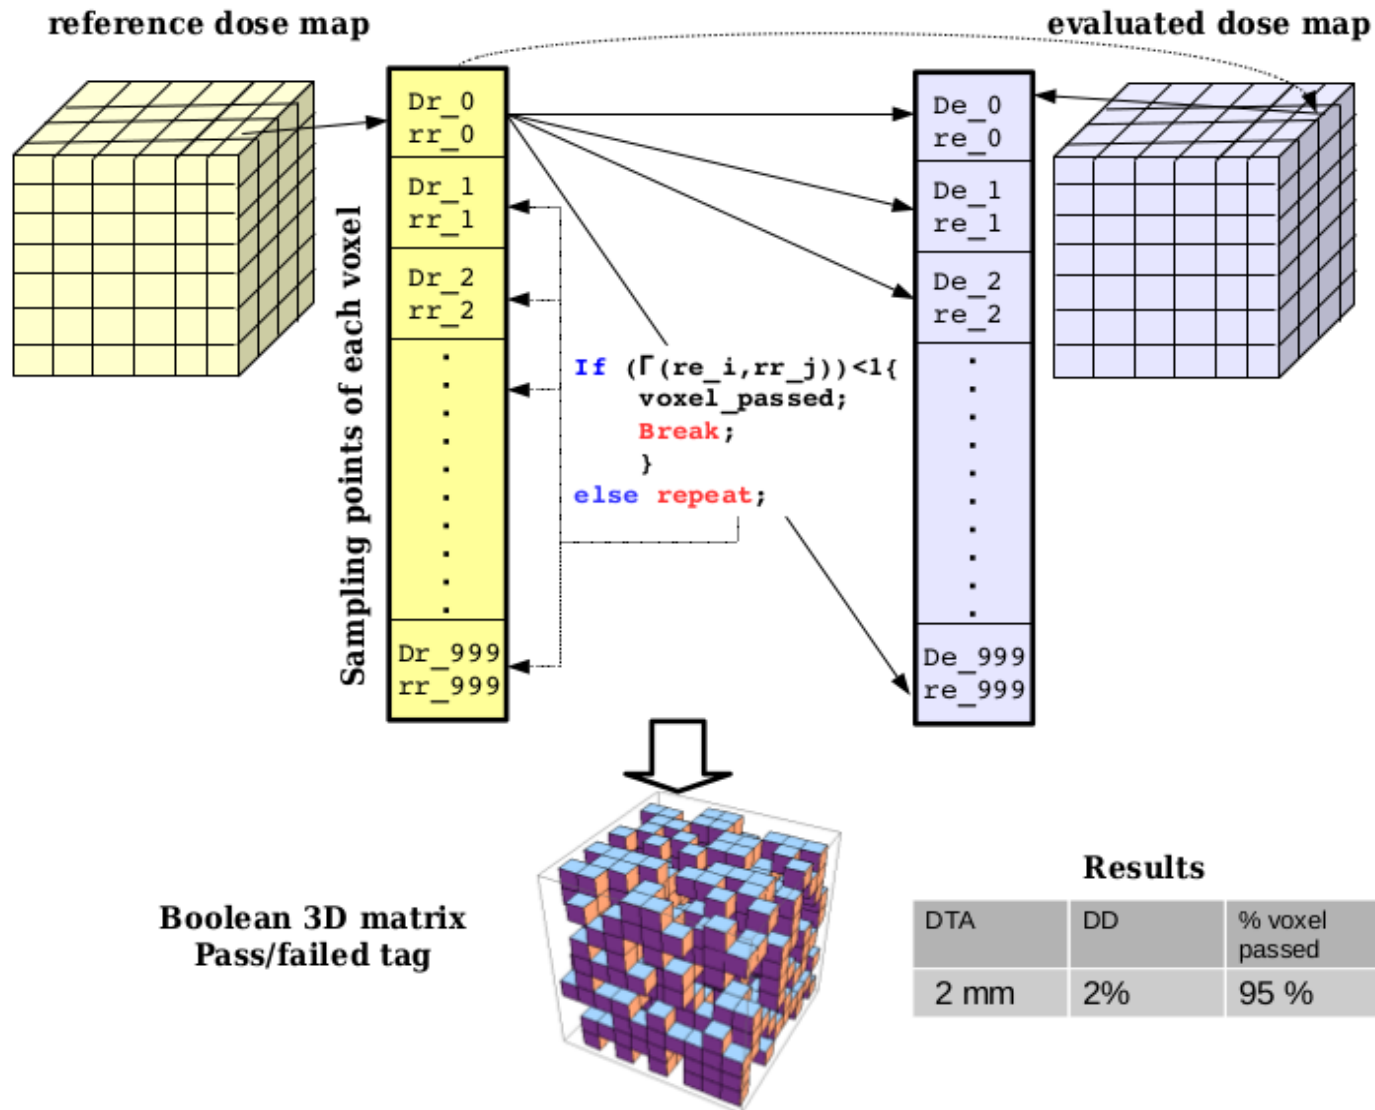 reference dose map
evaluated dose map
Sampling points of each voxel
Dr_0
rr_0
Dr_1
rr_1
Dr_2
rr_2
Dr_999
rr_999
If (Γ(re_i,rr_j))<1{
voxel_passed;
Break;
}
else repeat;
De_0
re_0
De_1
re_1
De_2
re_2
De_999
re_999
Boolean 3D matrix
Pass/failed tag
Results
DTA DD % voxel
passed
2 mm 2% 95 %